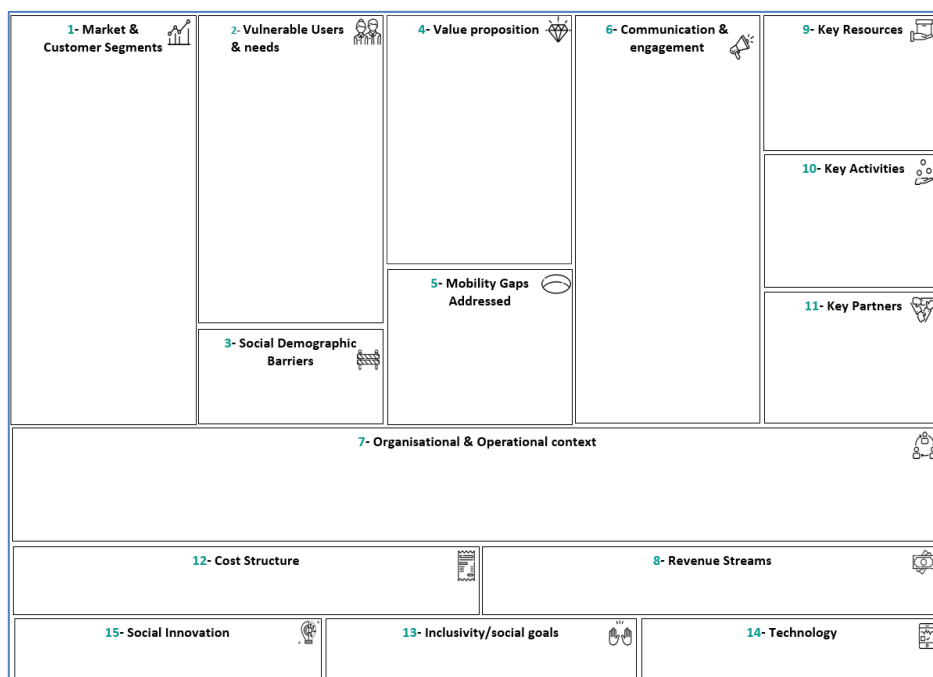 1- Market &
Customer Segments
2- Vulnerable Users
& needs
3- Social Demographic
Barriers
4- Value proposition
5- Mobility Gaps
Addressed
6- Communication &
engagement
9- Key Resources
10- Key Activities
11- Key Partners
7- Organisational & Operational context
12- Cost Structure
8- Revenue Streams
15- Social Innovation
13- Inclusivity/social goals
14- Technology